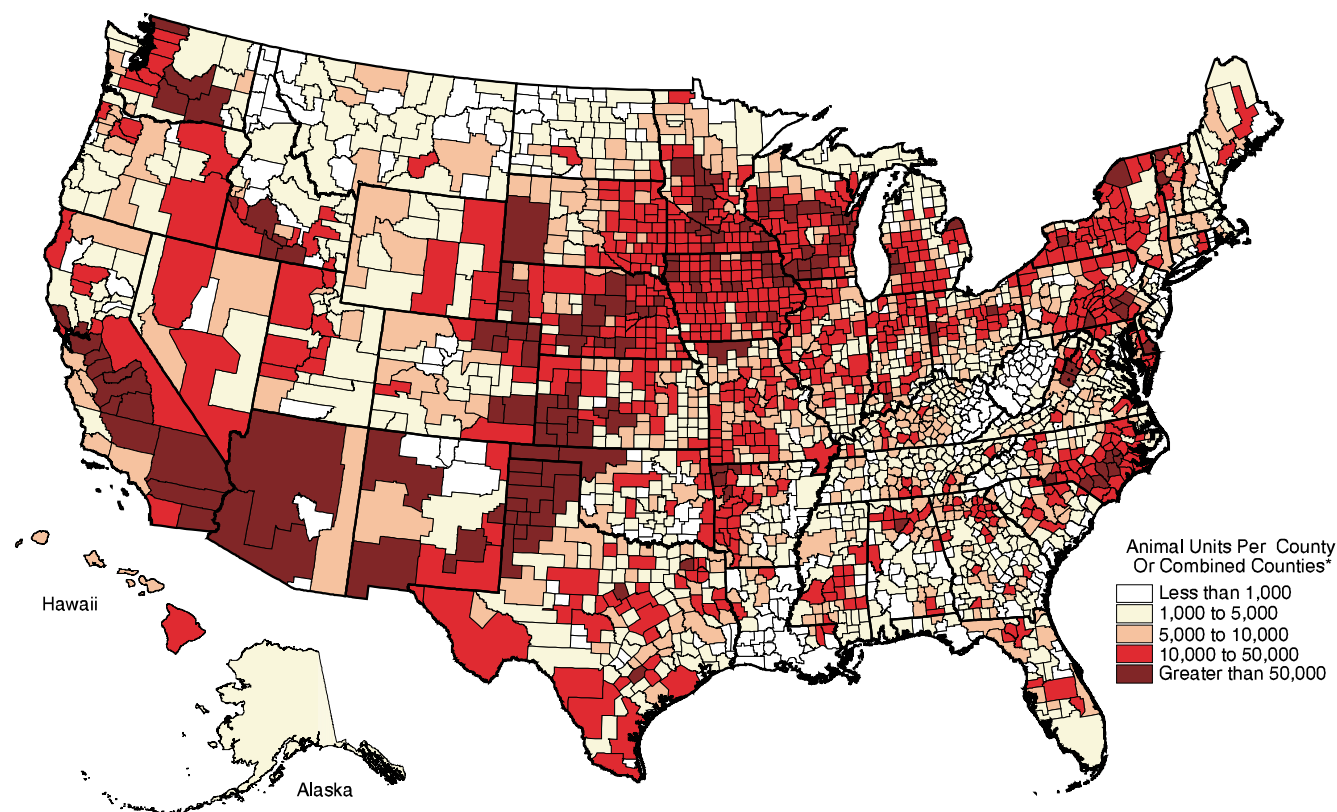 Animal Units Per County
Or Combined Counties*
Less than 1,000
1,000 to 5,000
5,000 to 10,000
10,000 to 50,000
Greater than 50,000
Hawaii
Alaska